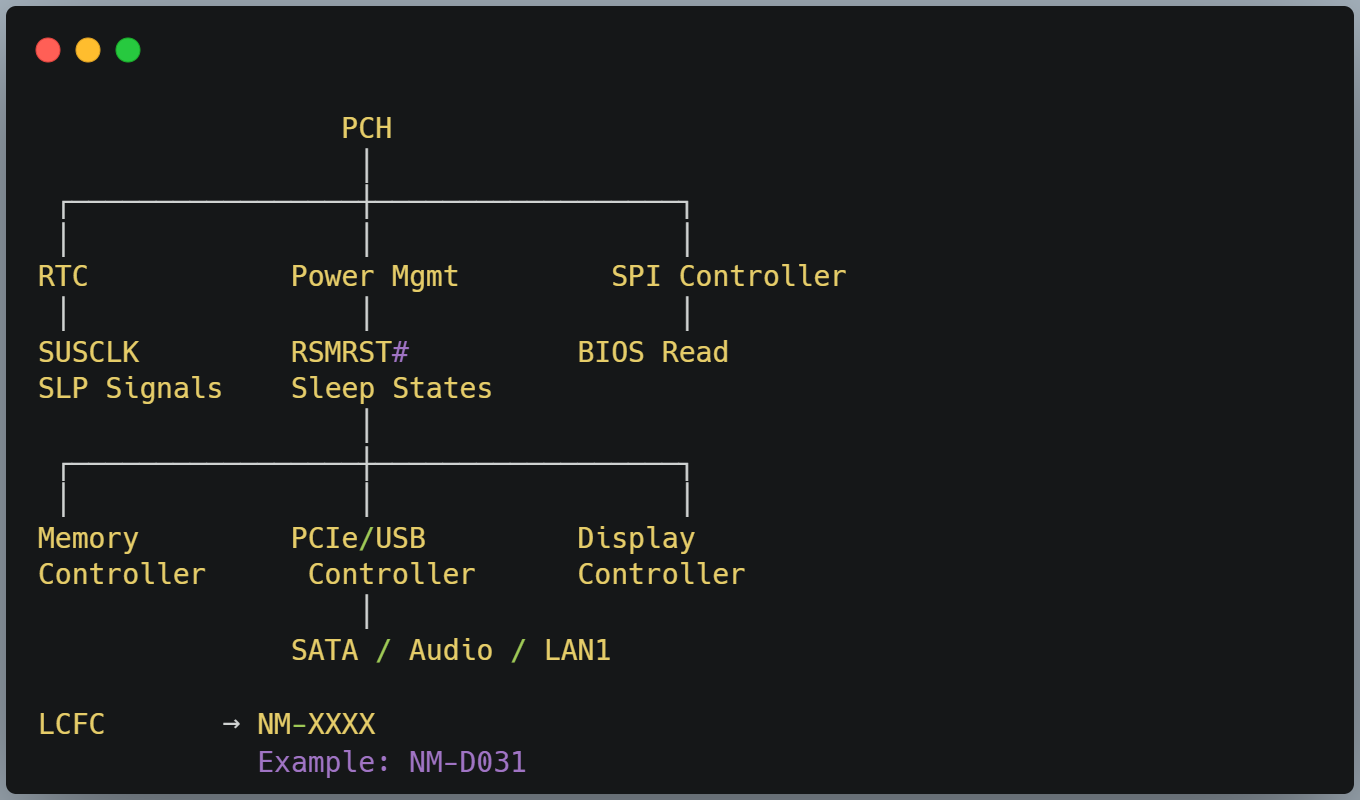 PCH
RTC Power Mgmt SPI Controller
SUSCLK RSMRST# BIOS Read
SLP Signals Sleep States
Memory PCIe/USB Display
Controller Controller Controller
SATA / Audio / LAN1
LCFC → NM-XXXX
Example: NM-D031